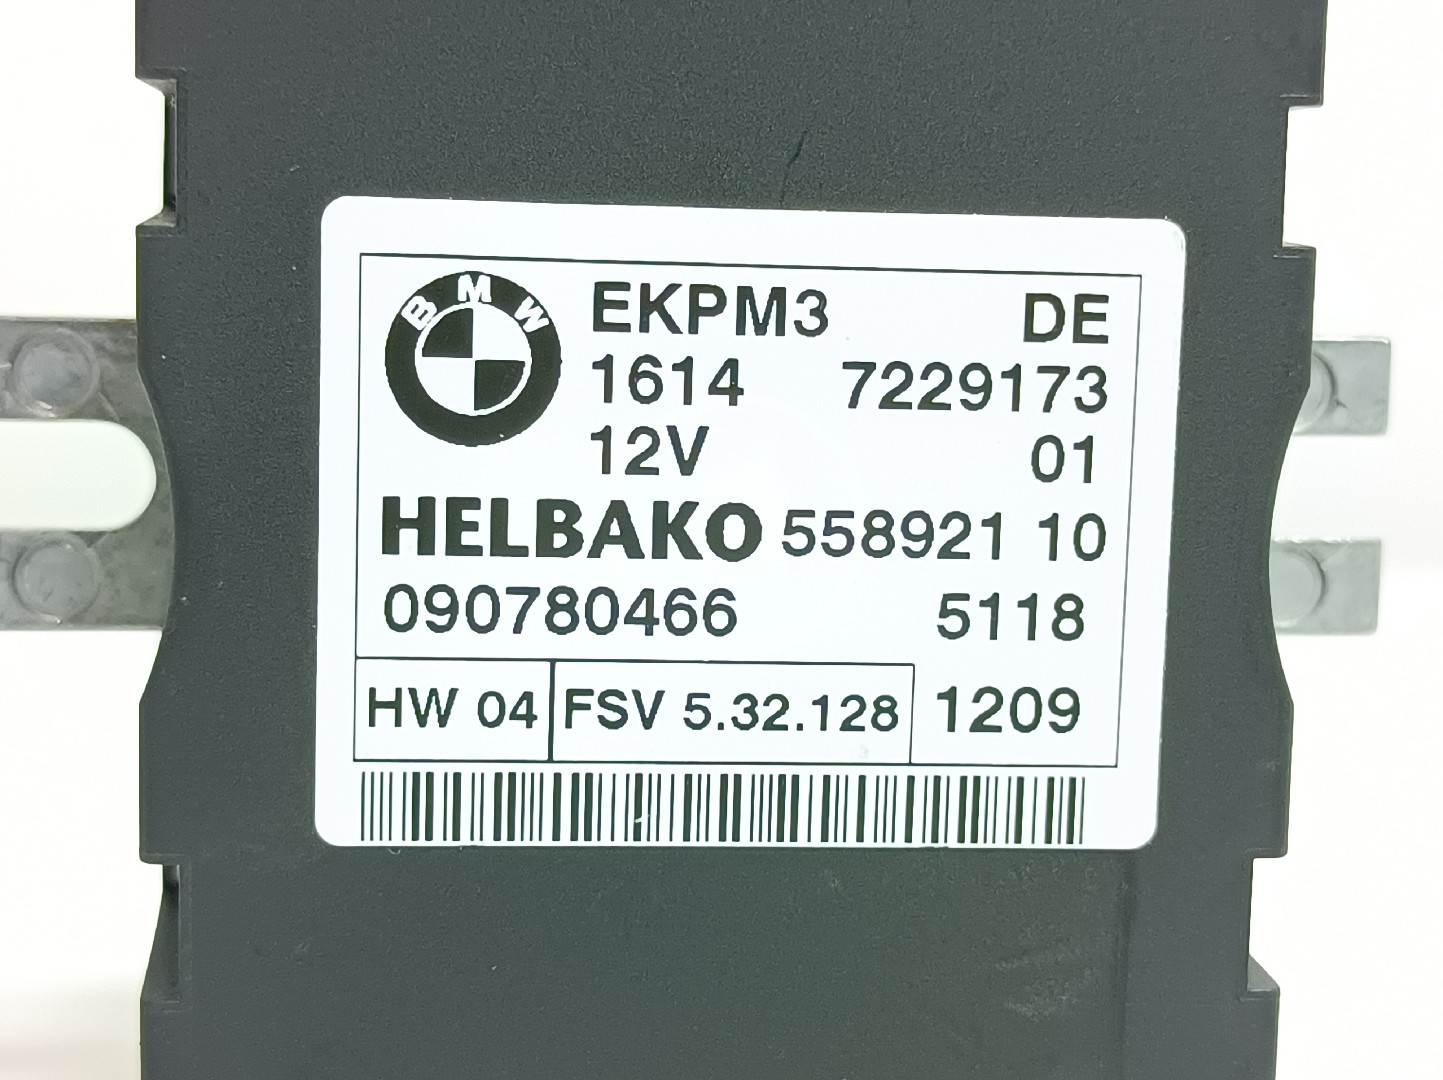 BMW
EKPM3 DE
1614 7229173
12V 01
HELBAKO 558921 10
090780466 5118
HW 04 FSV 5.32.128 1209